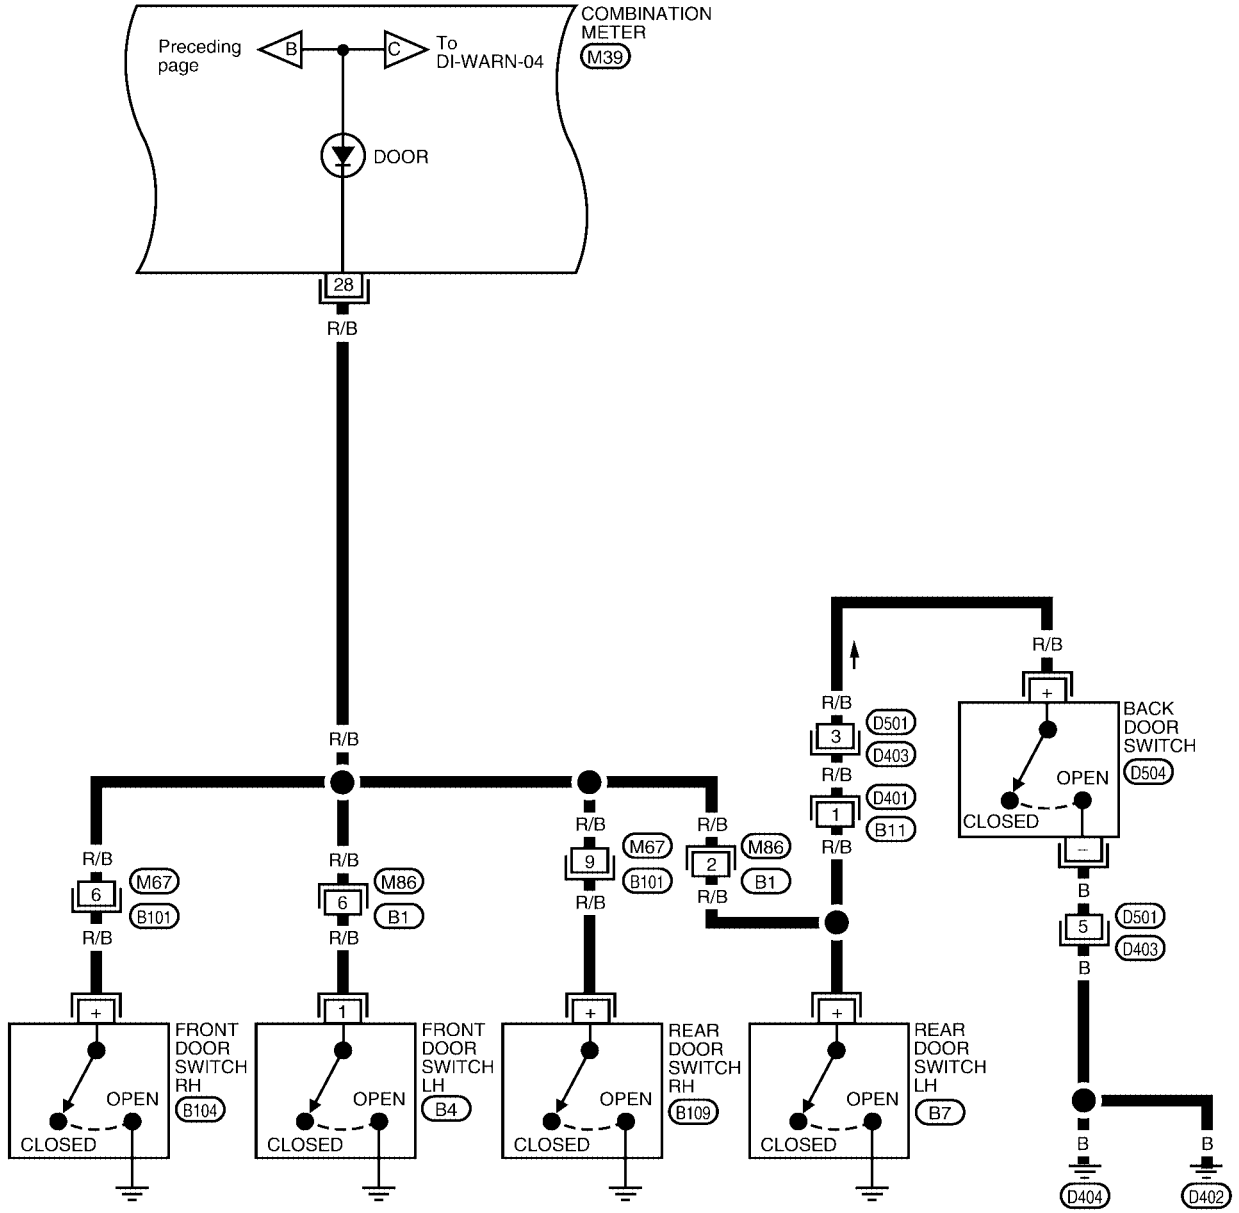 COMBINATION
METER
M39
Preceding
page
B
C
To
DI-WARN-04
DOOR
28
R/B
R/B
R/B
R/B
3
D501
D403
R/B
1
D401
B11
R/B
+
BACK
DOOR
SWITCH
D504
OPEN
CLOSED
–
B
5
D501
D403
B
R/B
6
M67
B101
R/B
R/B
6
M86
B1
R/B
R/B
9
M67
B101
R/B
R/B
2
M86
B1
R/B
+
FRONT
DOOR
SWITCH
RH
B104
OPEN
CLOSED
1
FRONT
DOOR
SWITCH
LH
B4
OPEN
CLOSED
+
REAR
DOOR
SWITCH
RH
B109
OPEN
CLOSED
+
REAR
DOOR
SWITCH
LH
B7
OPEN
CLOSED
B
B
D404
D402